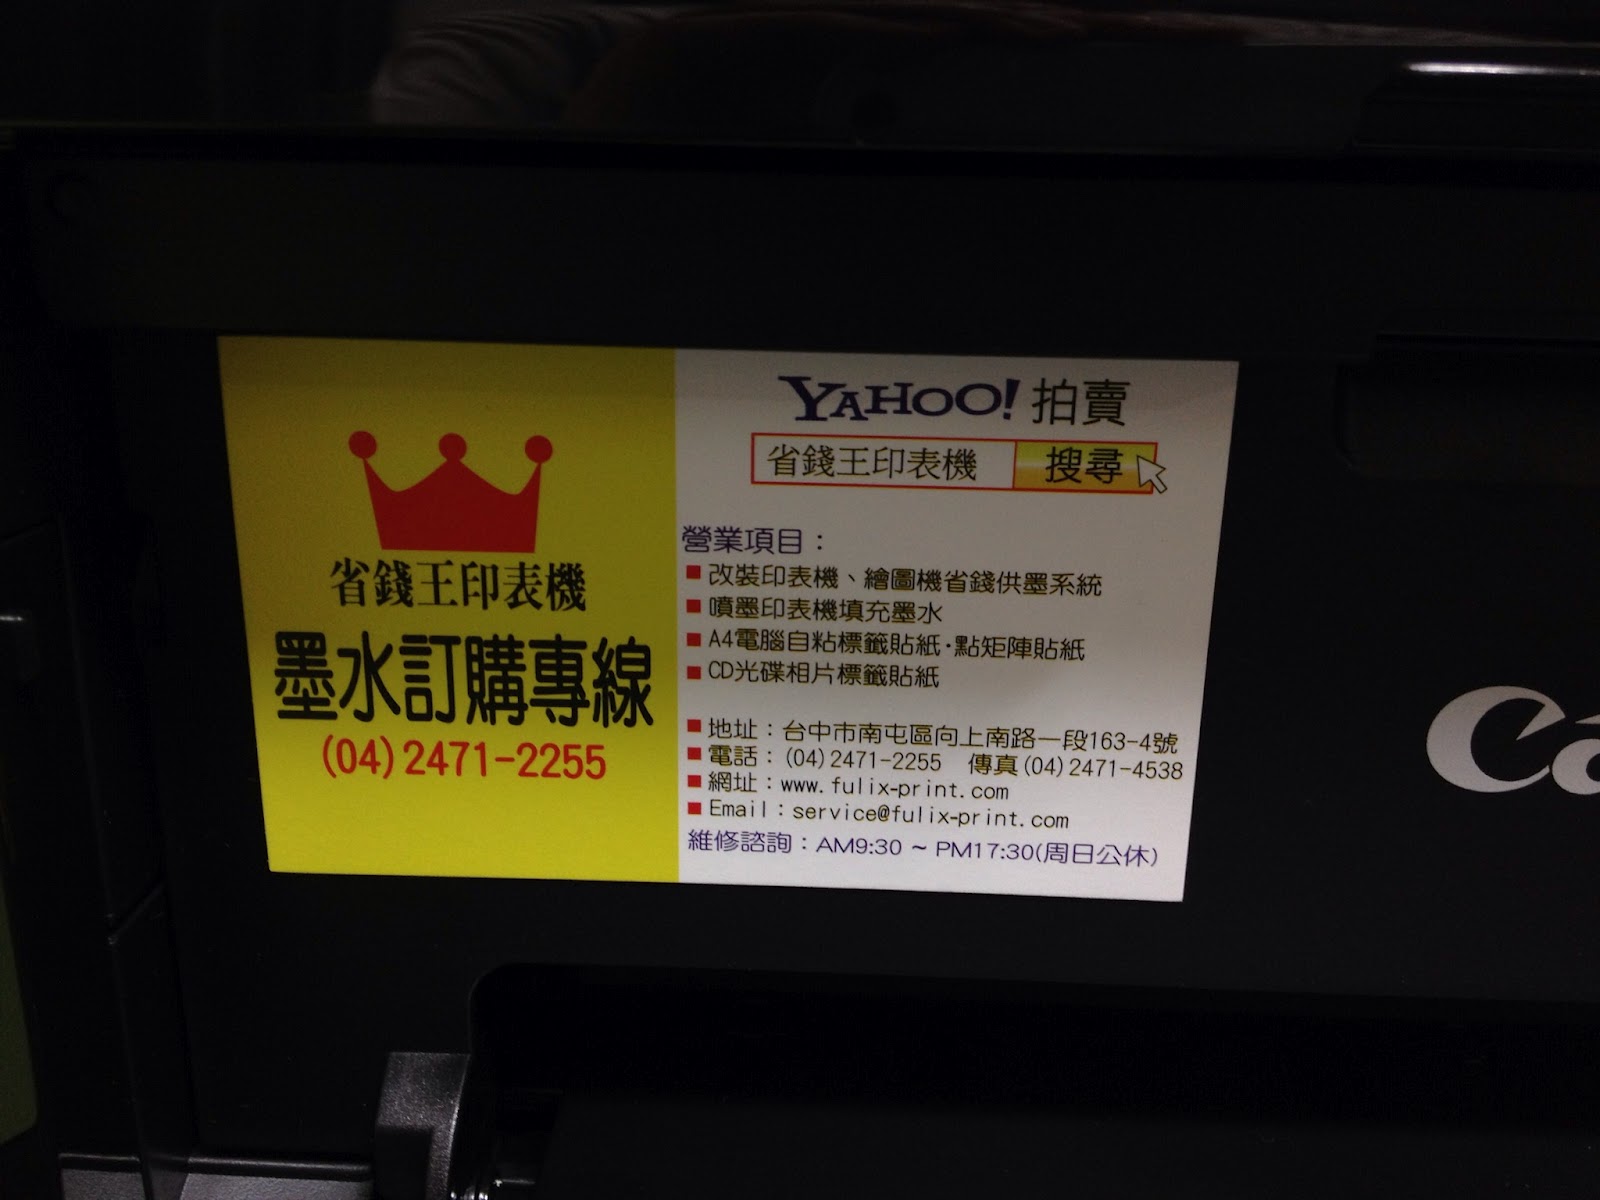 省錢王印表機
墨水訂購專線
(04)2471-2255
YAHOO! 拍賣
省錢王印表機 搜尋
營業項目：
■改裝印表機、繪圖機省錢供墨系統
■噴墨印表機填充墨水
■A4電腦自粘標籤貼紙·點矩陣貼紙
■CD光碟相片標籤貼紙
■地址：台中市南屯區向上南路一段163-4號
■電話：(04)2471-2255 傳真(04)2471-4538
■網址：www.fulix-print.com
■Email：service@fulix-print.com
維修諮詢：AM9:30 ~ PM17:30(周日公休)